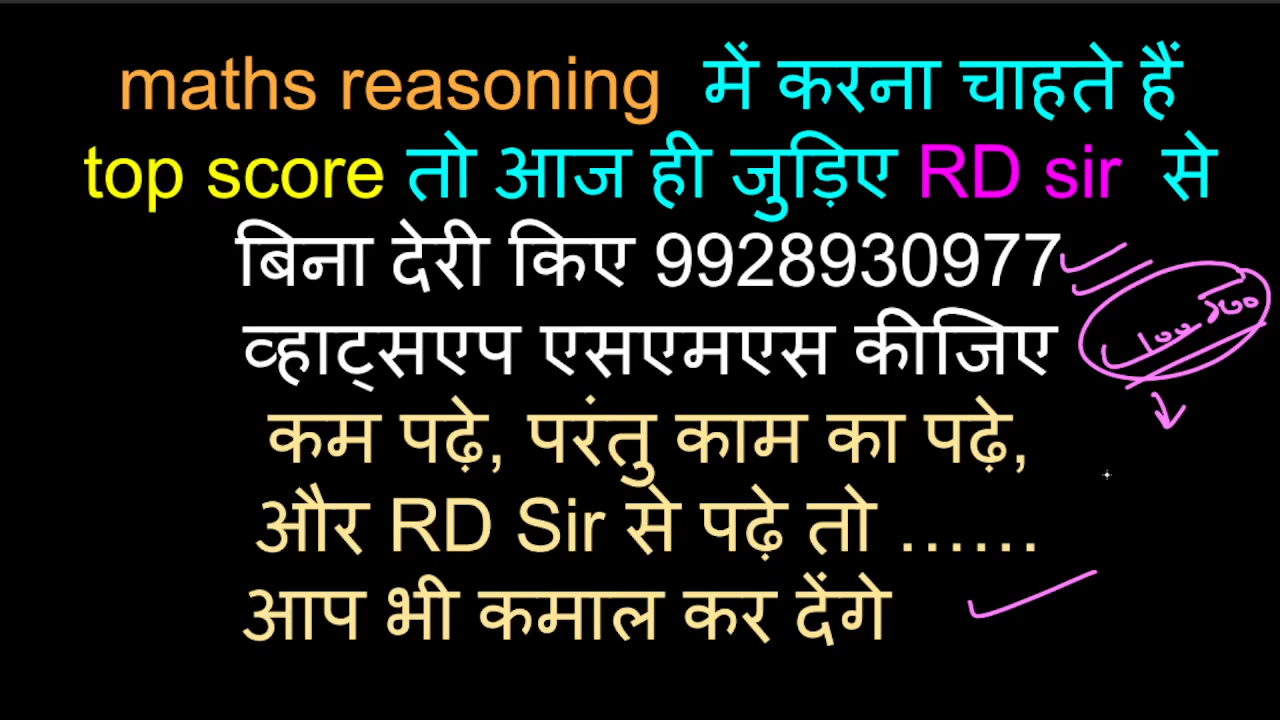 maths reasoning में करना चाहते हैं
top score तो आज ही जुड़िए RD sir से
बिना देरी किए 9928930977
व्हाट्सएप एसएमएस कीजिए
कम पढ़े, परंतु काम का पढ़े,
और RD Sir से पढ़े तो ......
आप भी कमाल कर देंगे